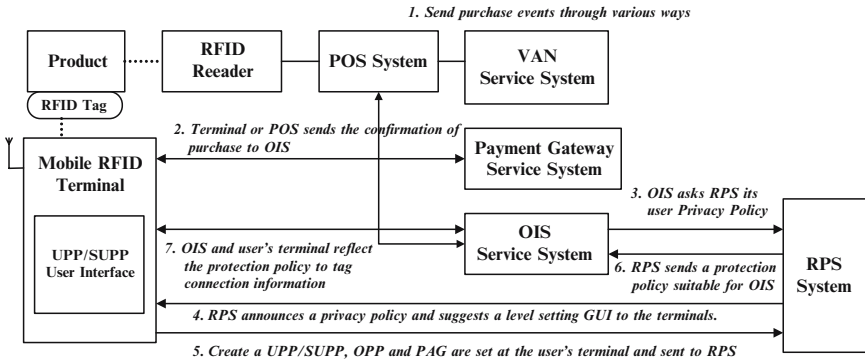 1. Send purchase events through various ways
Product
RFID
Reeader
POS System
VAN
Service System
RFID Tag
2. Terminal or POS sends the confirmation of
purchase to OIS
Mobile RFID
Terminal
Payment Gateway
Service System
3. OIS asks RPS its
user Privacy Policy
UPP/SUPP
User Interface
OIS
Service System
7. OIS and user's terminal reflect
the protection policy to tag
connection information
6. RPS sends a protection
policy suitable for OIS
RPS
System
4. RPS announces a privacy policy and suggests a level setting GUI to the terminals.
5. Create a UPP/SUPP, OPP and PAG are set at the user's terminal and sent to RPS